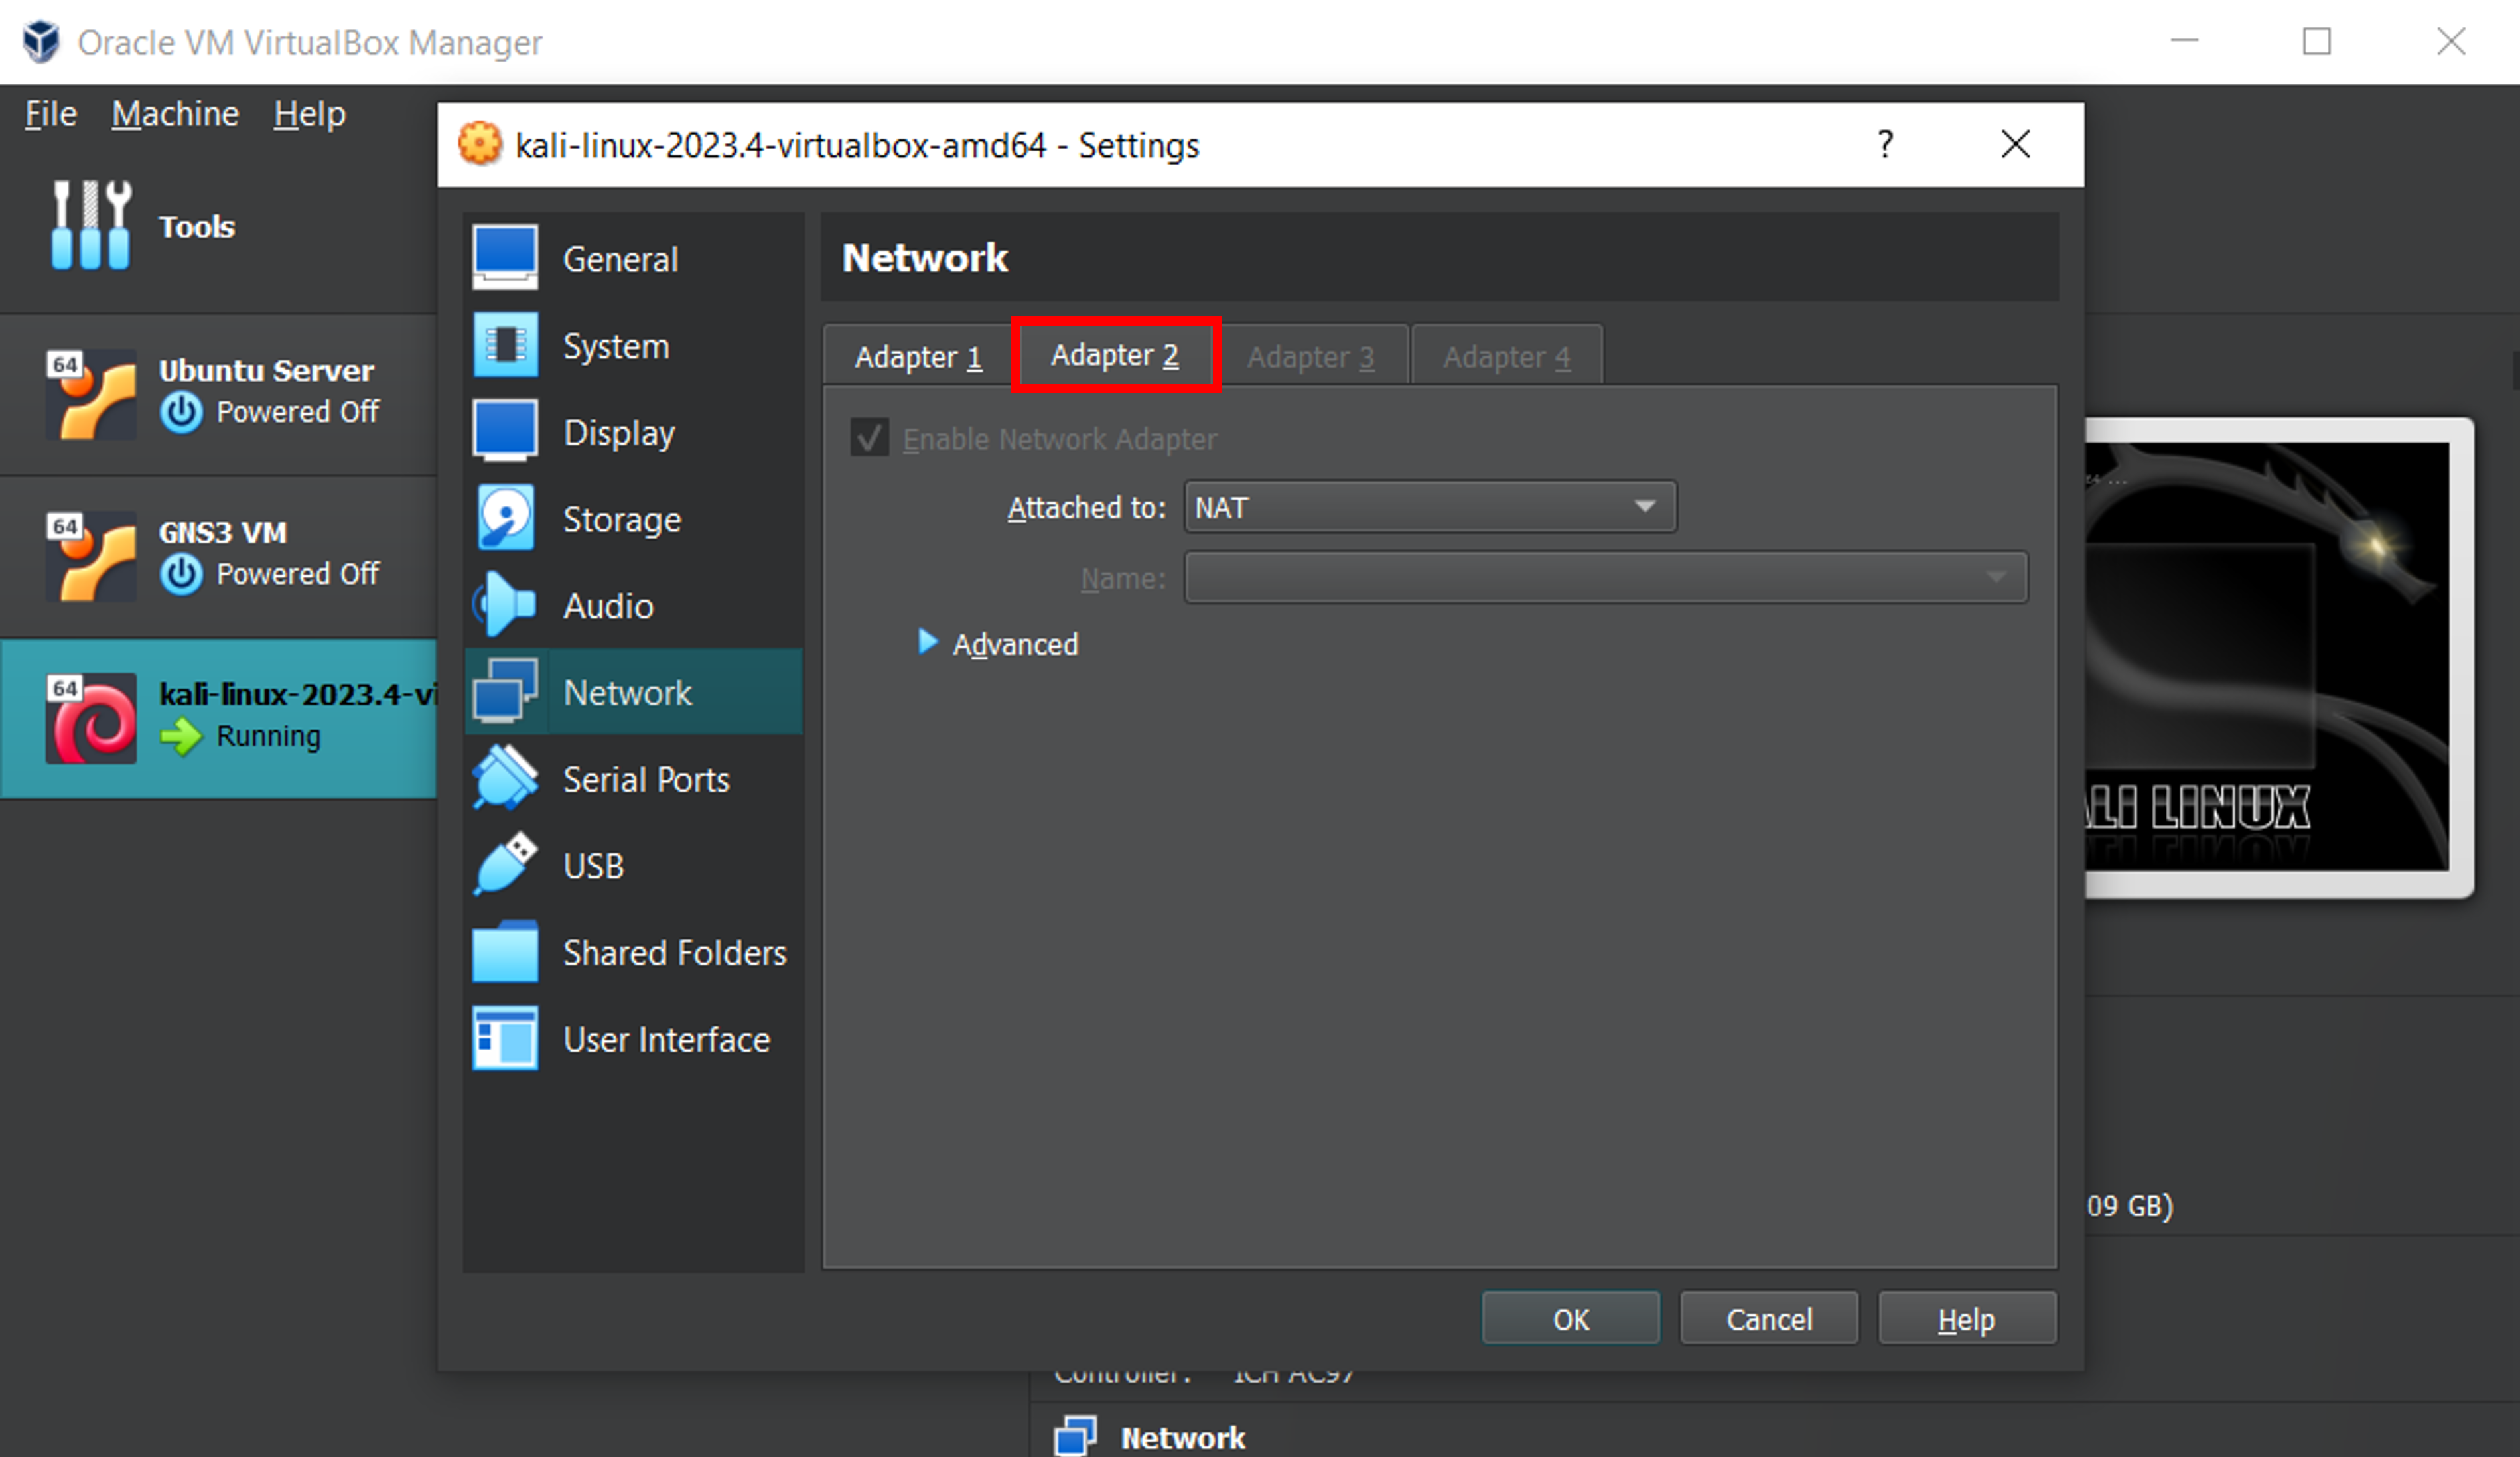 Oracle VM VirtualBox Manager
File Machine Help
kali-linux-2023.4-virtualbox-amd64 - Settings
?
Tools
64
Ubuntu Server
Powered Off
64
GNS3 VM
Powered Off
64
kali-linux-2023.4-vi
Running
General
System
Display
Storage
Audio
Network
Serial Ports
USB
Shared Folders
User Interface
Network
Adapter 1 Adapter 2 Adapter 3 Adapter 4
Enable Network Adapter
Attached to: NAT
Name:
Advanced
OK Cancel Help
ALI LINUX
09 GB)
Controller: ICH AC97
Network